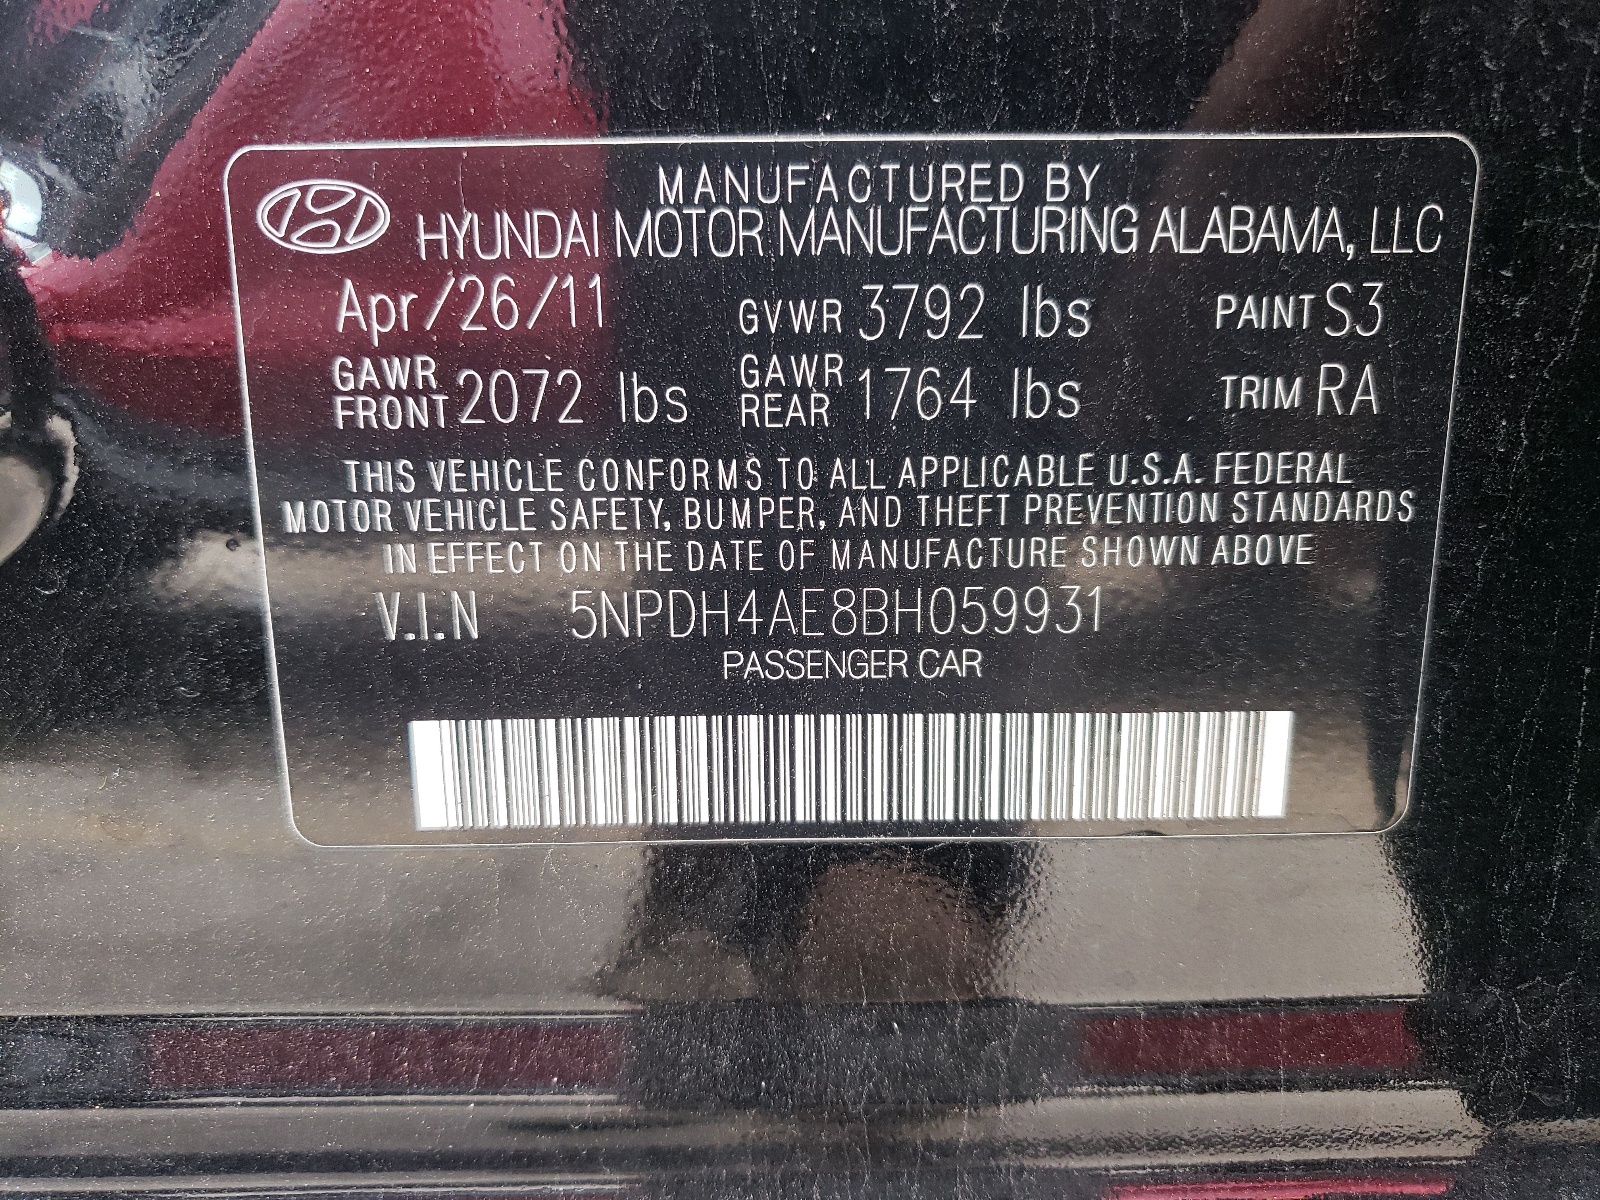 MANUFACTURED BY
HYUNDAI MOTOR MANUFACTURING ALABAMA, LLC
Apr/26/11 GVWR 3792 lbs PAINT S3
GAWR FRONT 2072 lbs GAWR REAR 1764 lbs TRIM RA
THIS VEHICLE CONFORMS TO ALL APPLICABLE U.S.A. FEDERAL
MOTOR VEHICLE SAFETY, BUMPER, AND THEFT PREVENTION STANDARDS
IN EFFECT ON THE DATE OF MANUFACTURE SHOWN ABOVE
V.I.N 5NPDH4AE8BH059931
PASSENGER CAR